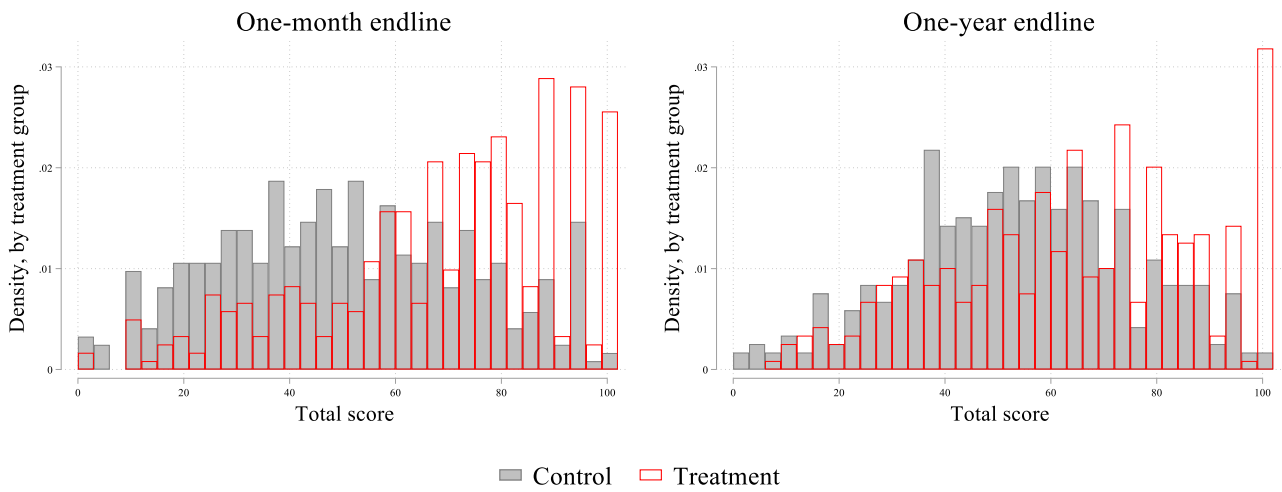 One-month endline
One-year endline
Density, by treatment group
.03
.02
.01
0
0 20 40 60 80 100
Total score
Density, by treatment group
.03
.02
.01
0
0 20 40 60 80 100
Total score
Control Treatment